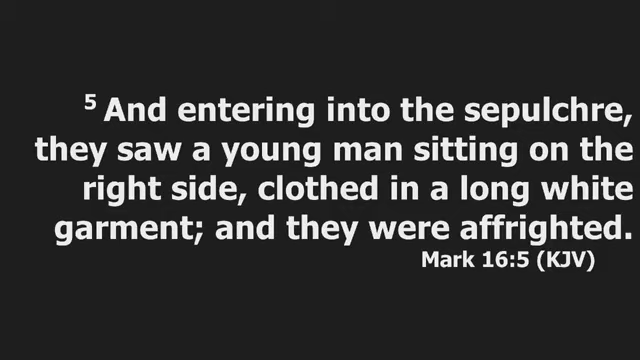 ⁵ And entering into the sepulchre,
they saw a young man sitting on the
right side, clothed in a long white
garment; and they were affrighted.
Mark 16:5 (KJV)